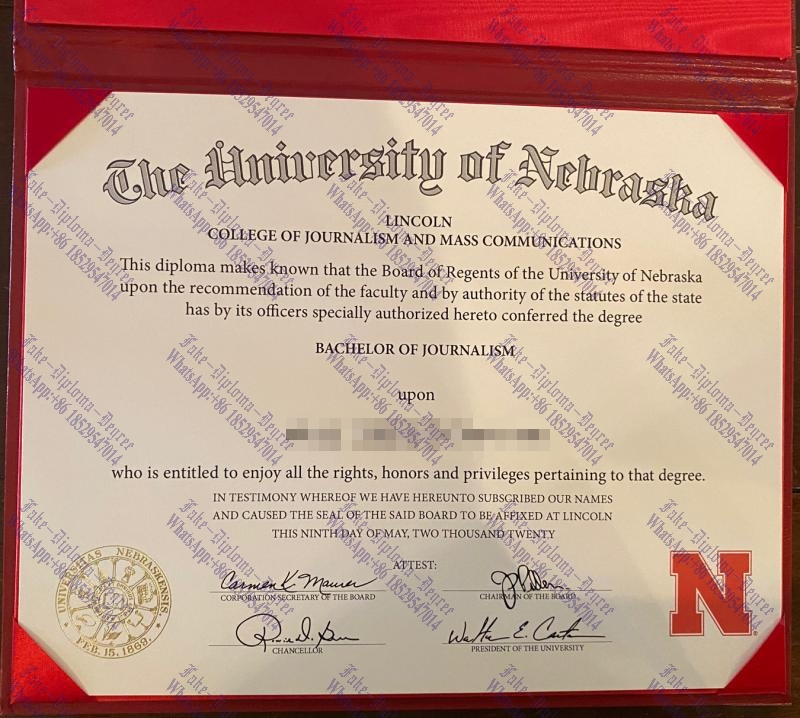 The University of Nebraska
LINCOLN
COLLEGE OF JOURNALISM AND MASS COMMUNICATIONS
This diploma makes known that the Board of Regents of the University of Nebraska
upon the recommendation of the faculty and by authority of the statutes of the state
has by its officers specially authorized hereto conferred the degree
BACHELOR OF JOURNALISM
upon
who is entitled to enjoy all the rights, honors and privileges pertaining to that degree.
IN TESTIMONY WHEREOF WE HAVE HEREUNTO SUBSCRIBED OUR NAMES
AND CAUSED THE SEAL OF THE SAID BOARD TO BE AFFIXED AT LINCOLN
THIS NINTH DAY OF MAY, TWO THOUSAND TWENTY
ATTEST:
Carmen K. Maurer
CORPORATION SECRETARY OF THE BOARD
CHAIRMAN OF THE BOARD
CHANCELLOR
Walter E. Carter
PRESIDENT OF THE UNIVERSITY
UNIVERSITAS NEBRASKENSIS
FEB. 15, 1869.
N
Fake-Diploma-Degree
WhatsApp:+86 18529547014